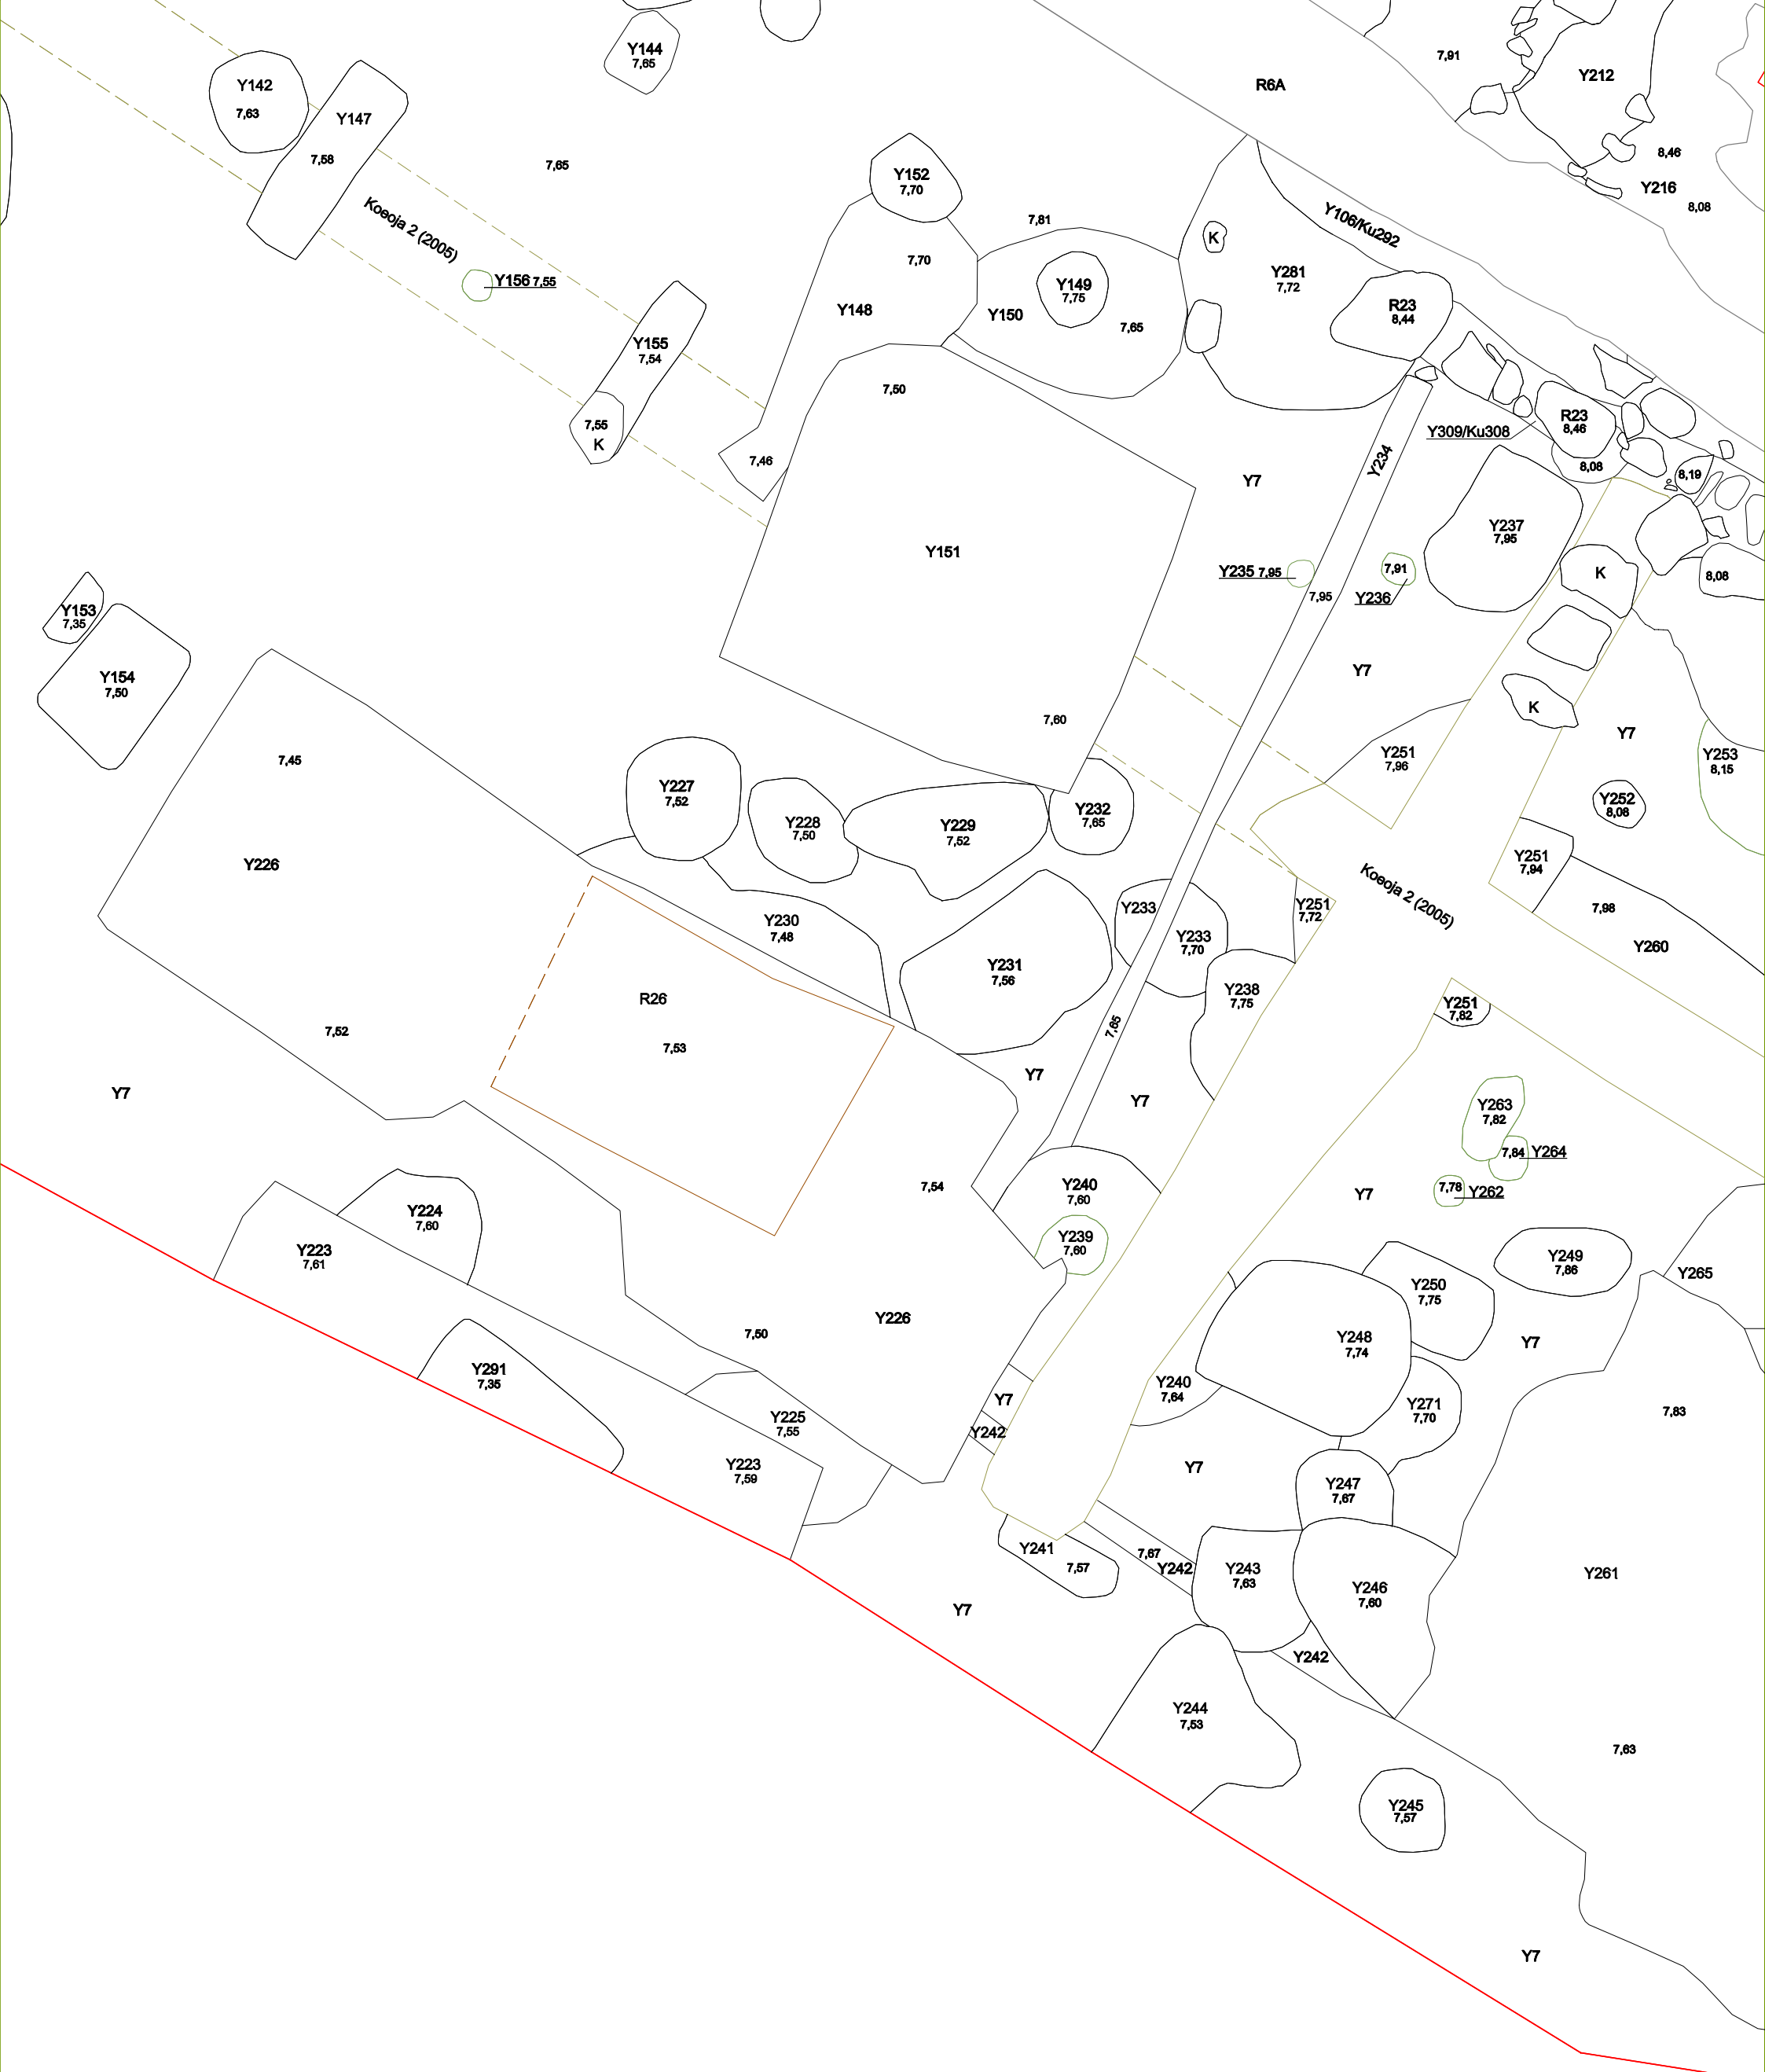 Y144
7,65
7,91
Y212
R6A
Y142
7,63
Y147
7,58
7,65
8,46
Y216
8,08
Y152
7,70
Koeoja 2 (2005)
7,81
Y106/Ku292
K
7,70
Y156 7,55
Y149
7,75
Y281
7,72
Y148
Y150
7,65
R23
8,44
Y155
7,54
7,50
7,55
K
R23
8,46
Y309/Ku308
7,46
Y234
8,08
8,19
Y7
Y237
7,95
Y151
Y235 7,95
7,91
K
8,08
Y236
7,95
Y153
7,35
Y154
7,50
Y7
K
7,60
Y7
7,45
Y251
7,96
Y253
8,15
Y227
7,52
Y228
7,50
Y229
7,52
Y232
7,65
Y252
8,08
Y226
Y251
7,94
Koeoja 2 (2005)
Y233
Y251
7,72
7,98
Y230
7,48
Y233
7,70
Y260
Y231
7,56
Y238
7,75
R26
Y251
7,82
7,52
7,65
7,53
Y7
Y7
Y7
Y263
7,82
7,84 Y264
7,54
Y240
7,60
Y7
7,78 Y262
Y224
7,60
Y223
7,61
Y239
7,60
Y249
7,86
Y265
Y250
7,75
Y226
7,50
Y248
7,74
Y7
Y291
7,35
Y240
7,64
Y7
Y271
7,70
7,83
Y225
7,55
Y242
Y223
7,59
Y7
Y247
7,67
Y241
7,57
7,67
Y242
Y243
7,63
Y246
7,60
Y261
Y7
Y242
Y244
7,53
7,63
Y245
7,57
Y7